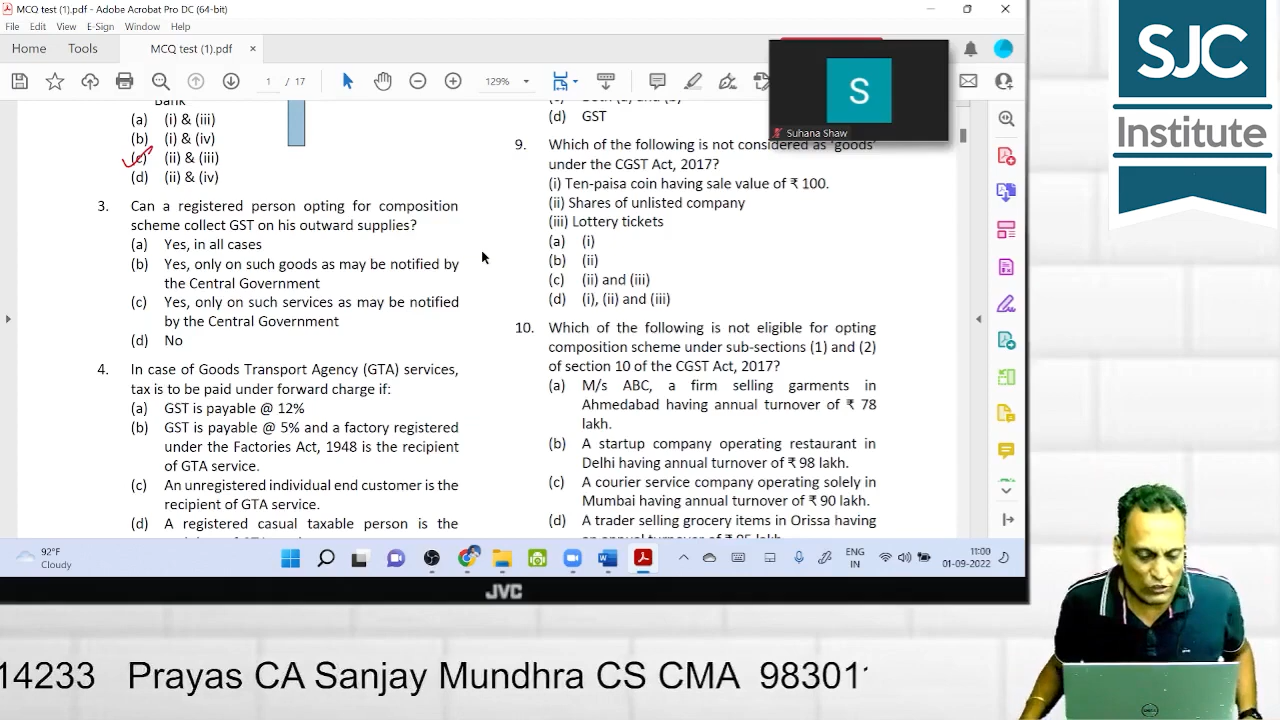 MCQ test (1).pdf - Adobe Acrobat Pro DC (64-bit)
File Edit View E-Sign Window Help
Home Tools MCQ test (1).pdf ×
1 / 17 129%
S
Suhana Shaw
Bank
(a) (i) & (iii)
(b) (i) & (iv)
(c) (ii) & (iii)
(d) (ii) & (iv)
3. Can a registered person opting for composition
scheme collect GST on his outward supplies?
(a) Yes, in all cases
(b) Yes, only on such goods as may be notified by
the Central Government
(c) Yes, only on such services as may be notified
by the Central Government
(d) No
4. In case of Goods Transport Agency (GTA) services,
tax is to be paid under forward charge if:
(a) GST is payable @ 12%
(b) GST is payable @ 5% and a factory registered
under the Factories Act, 1948 is the recipient
of GTA service.
(c) An unregistered individual end customer is the
recipient of GTA service.
(d) A registered casual taxable person is the
(d) GST
9. Which of the following is not considered as 'goods'
under the CGST Act, 2017?
(i) Ten-paisa coin having sale value of ₹ 100.
(ii) Shares of unlisted company
(iii) Lottery tickets
(a) (i)
(b) (ii)
(c) (ii) and (iii)
(d) (i), (ii) and (iii)
10. Which of the following is not eligible for opting
composition scheme under sub-sections (1) and (2)
of section 10 of the CGST Act, 2017?
(a) M/s ABC, a firm selling garments in
Ahmedabad having annual turnover of ₹ 78
lakh.
(b) A startup company operating restaurant in
Delhi having annual turnover of ₹ 98 lakh.
(c) A courier service company operating solely in
Mumbai having annual turnover of ₹ 90 lakh.
(d) A trader selling grocery items in Orissa having
92°F
Cloudy
ENG
IN
11:00
01-09-2022
JVC
SJC
Institute
14233 Prayas CA Sanjay Mundhra CS CMA 98301